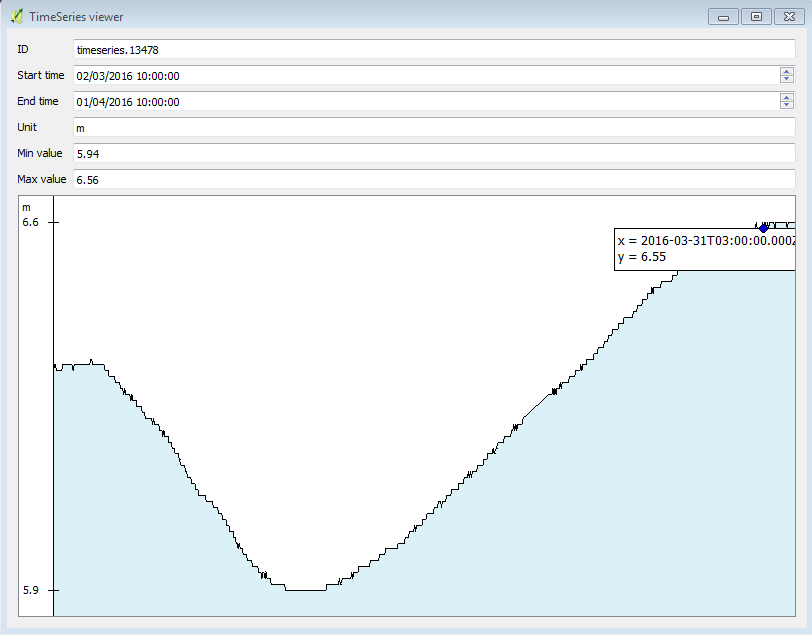 TimeSeries viewer
ID timeseries.13478
Start time 02/03/2016 10:00:00
End time 01/04/2016 10:00:00
Unit m
Min value 5.94
Max value 6.56
m
6.6
x = 2016-03-31T03:00:00.000Z
y = 6.55
5.9